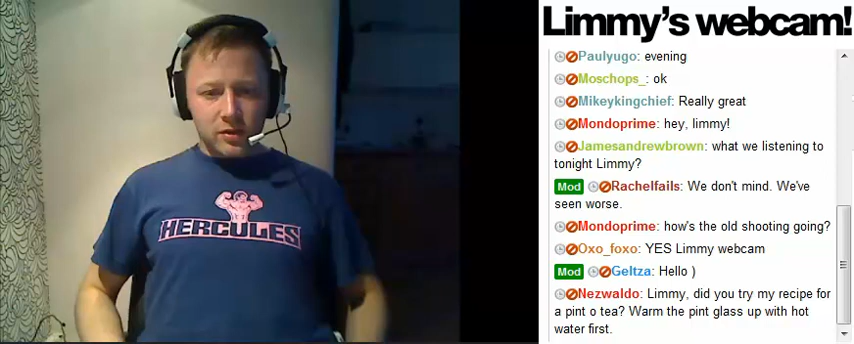 Limmy's webcam!
Paulyugo: evening
Moschops_: ok
Mikeykingchief: Really great
Mondoprime: hey, limmy!
Jamesandrewbrown: what we listening to
tonight Limmy?
Mod Rachelfails: We don't mind. We've
seen worse.
Mondoprime: how's the old shooting going?
Oxo_foxo: YES Limmy webcam
Mod Geltza: Hello )
Nezwaldo: Limmy, did you try my recipe for
a pint o tea? Warm the pint glass up with hot
water first.
HERCULES